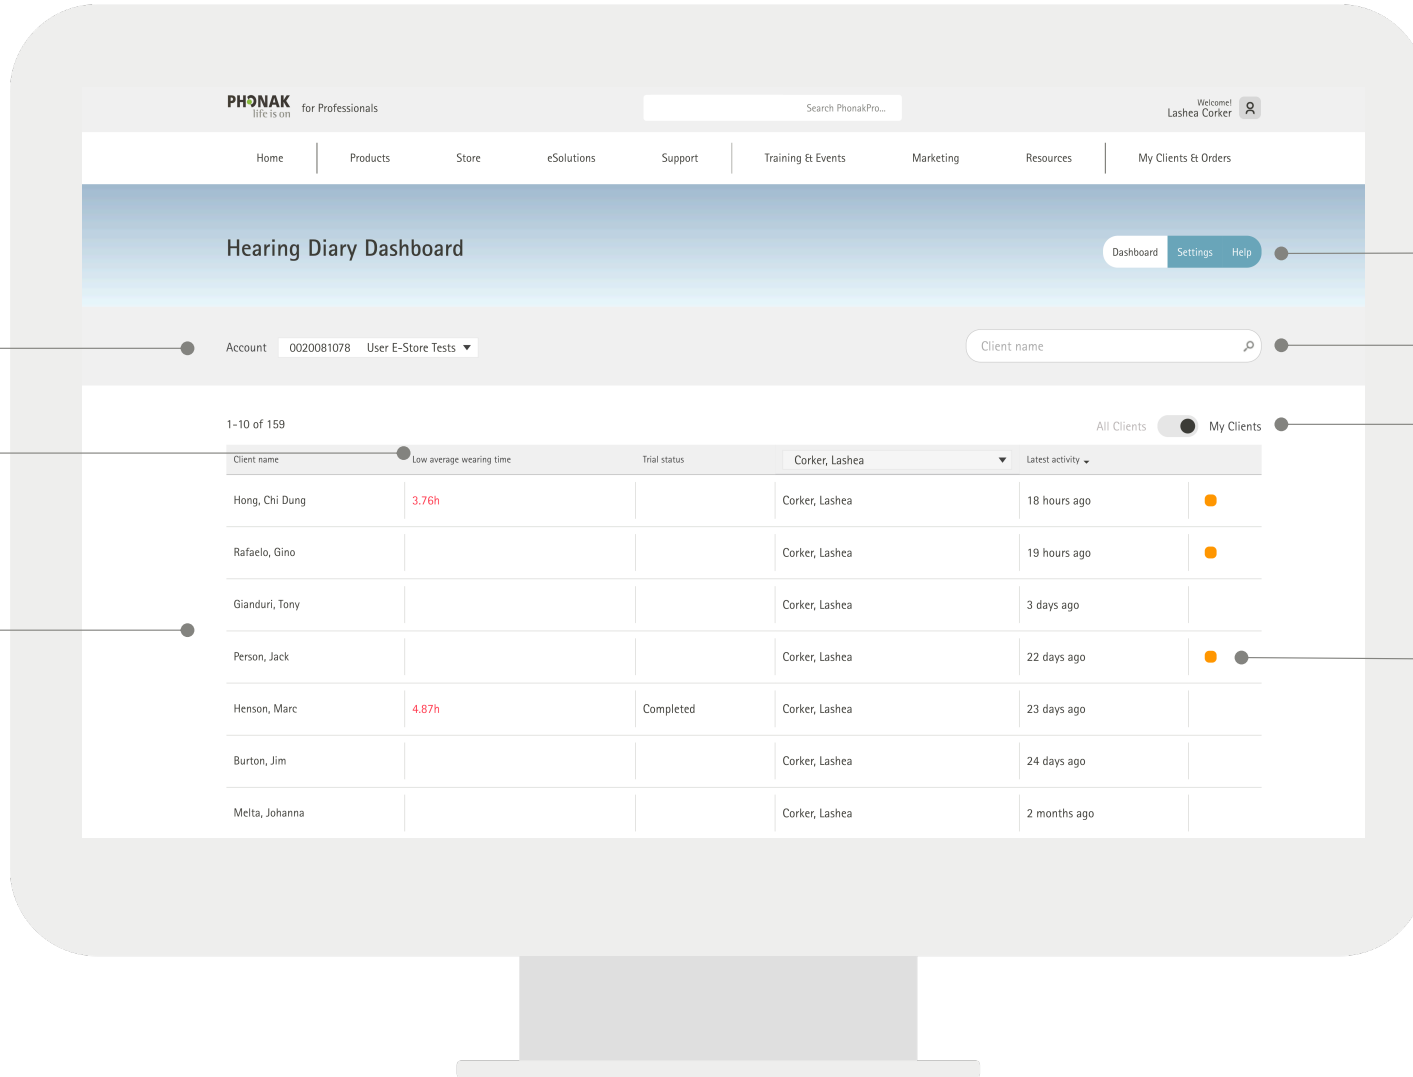 PHONAK
life is on
for Professionals
Search PhonakPro...
Welcome!
Lashea Corker
Home Products Store eSolutions Support Training & Events Marketing Resources My Clients & Orders
Hearing Diary Dashboard
Dashboard Settings Help
Account 0020081078 User E-Store Tests
Client name
1-10 of 159
All Clients My Clients
Client name Low average wearing time Trial status Corker, Lashea Latest activity
Hong, Chi Dung 3.76h Corker, Lashea 18 hours ago
Rafaelo, Gino Corker, Lashea 19 hours ago
Gianduri, Tony Corker, Lashea 3 days ago
Person, Jack Corker, Lashea 22 days ago
Henson, Marc 4.87h Completed Corker, Lashea 23 days ago
Burton, Jim Corker, Lashea 24 days ago
Melta, Johanna Corker, Lashea 2 months ago